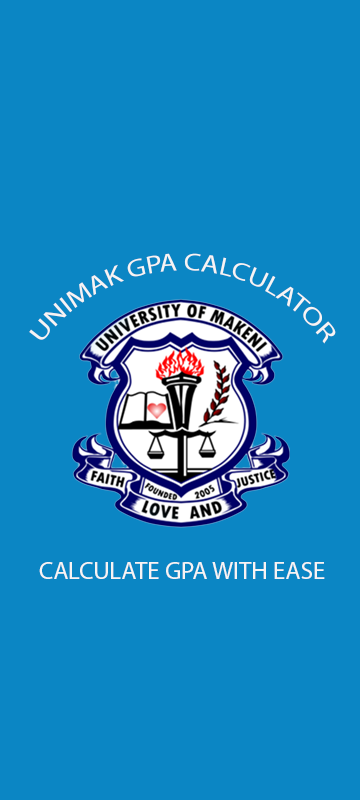 UNIMAK GPA CALCULATOR
UNIVERSITY OF MAKENI
FAITH
FOUNDED 2005
JUSTICE
LOVE AND
CALCULATE GPA WITH EASE